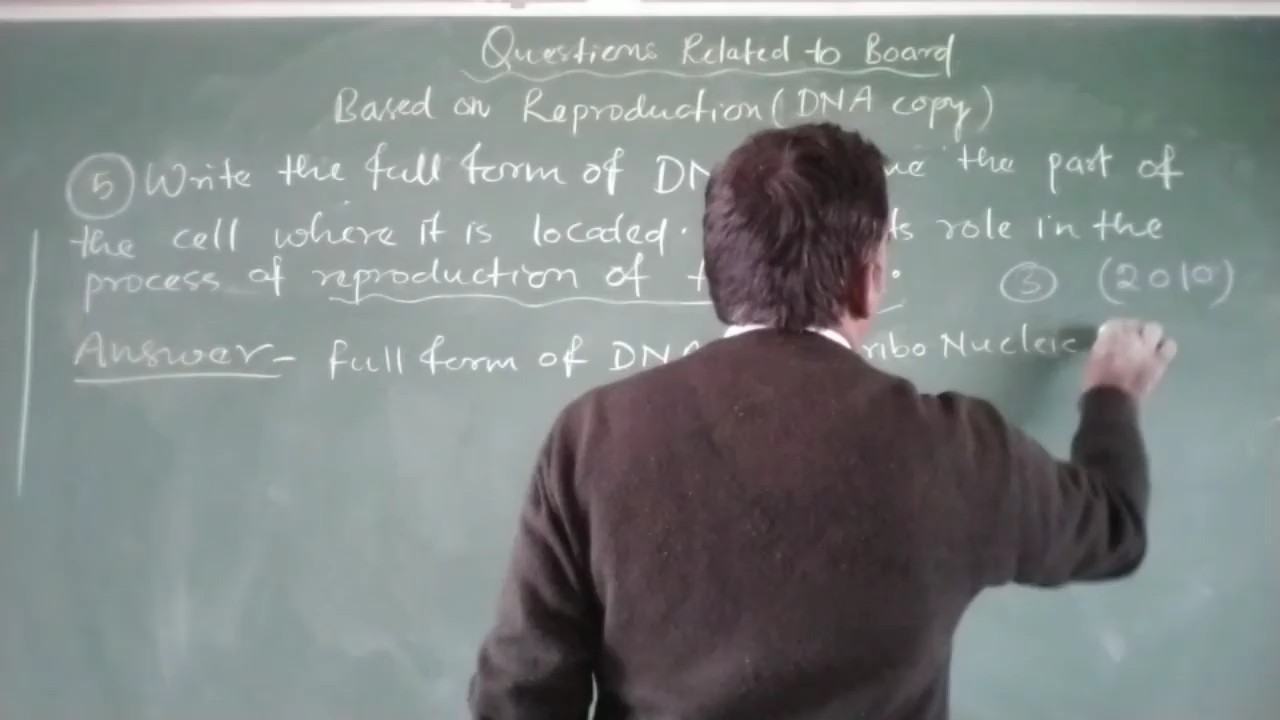 Questions Related to Board
Based on Reproduction (DNA copy)
⑤ Write the full form of DN the part of
the cell where it is located. role in the
process of reproduction of ③ (2010)
Answer- full form of DNA ribo Nucleic